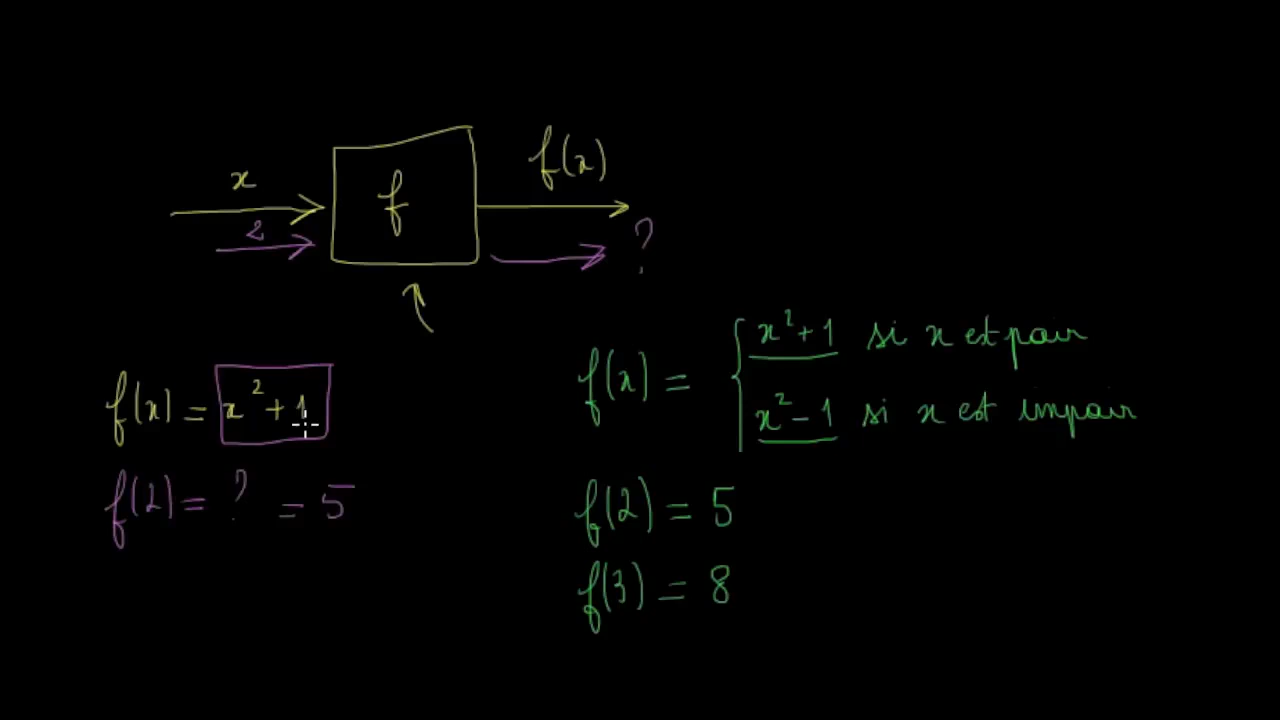 x
f
f(x)
2
?
f(x) = x² + 1
f(2) = ? = 5
f(x) = { x² + 1 si x est pair
x² - 1 si x est impair
f(2) = 5
f(3) = 8